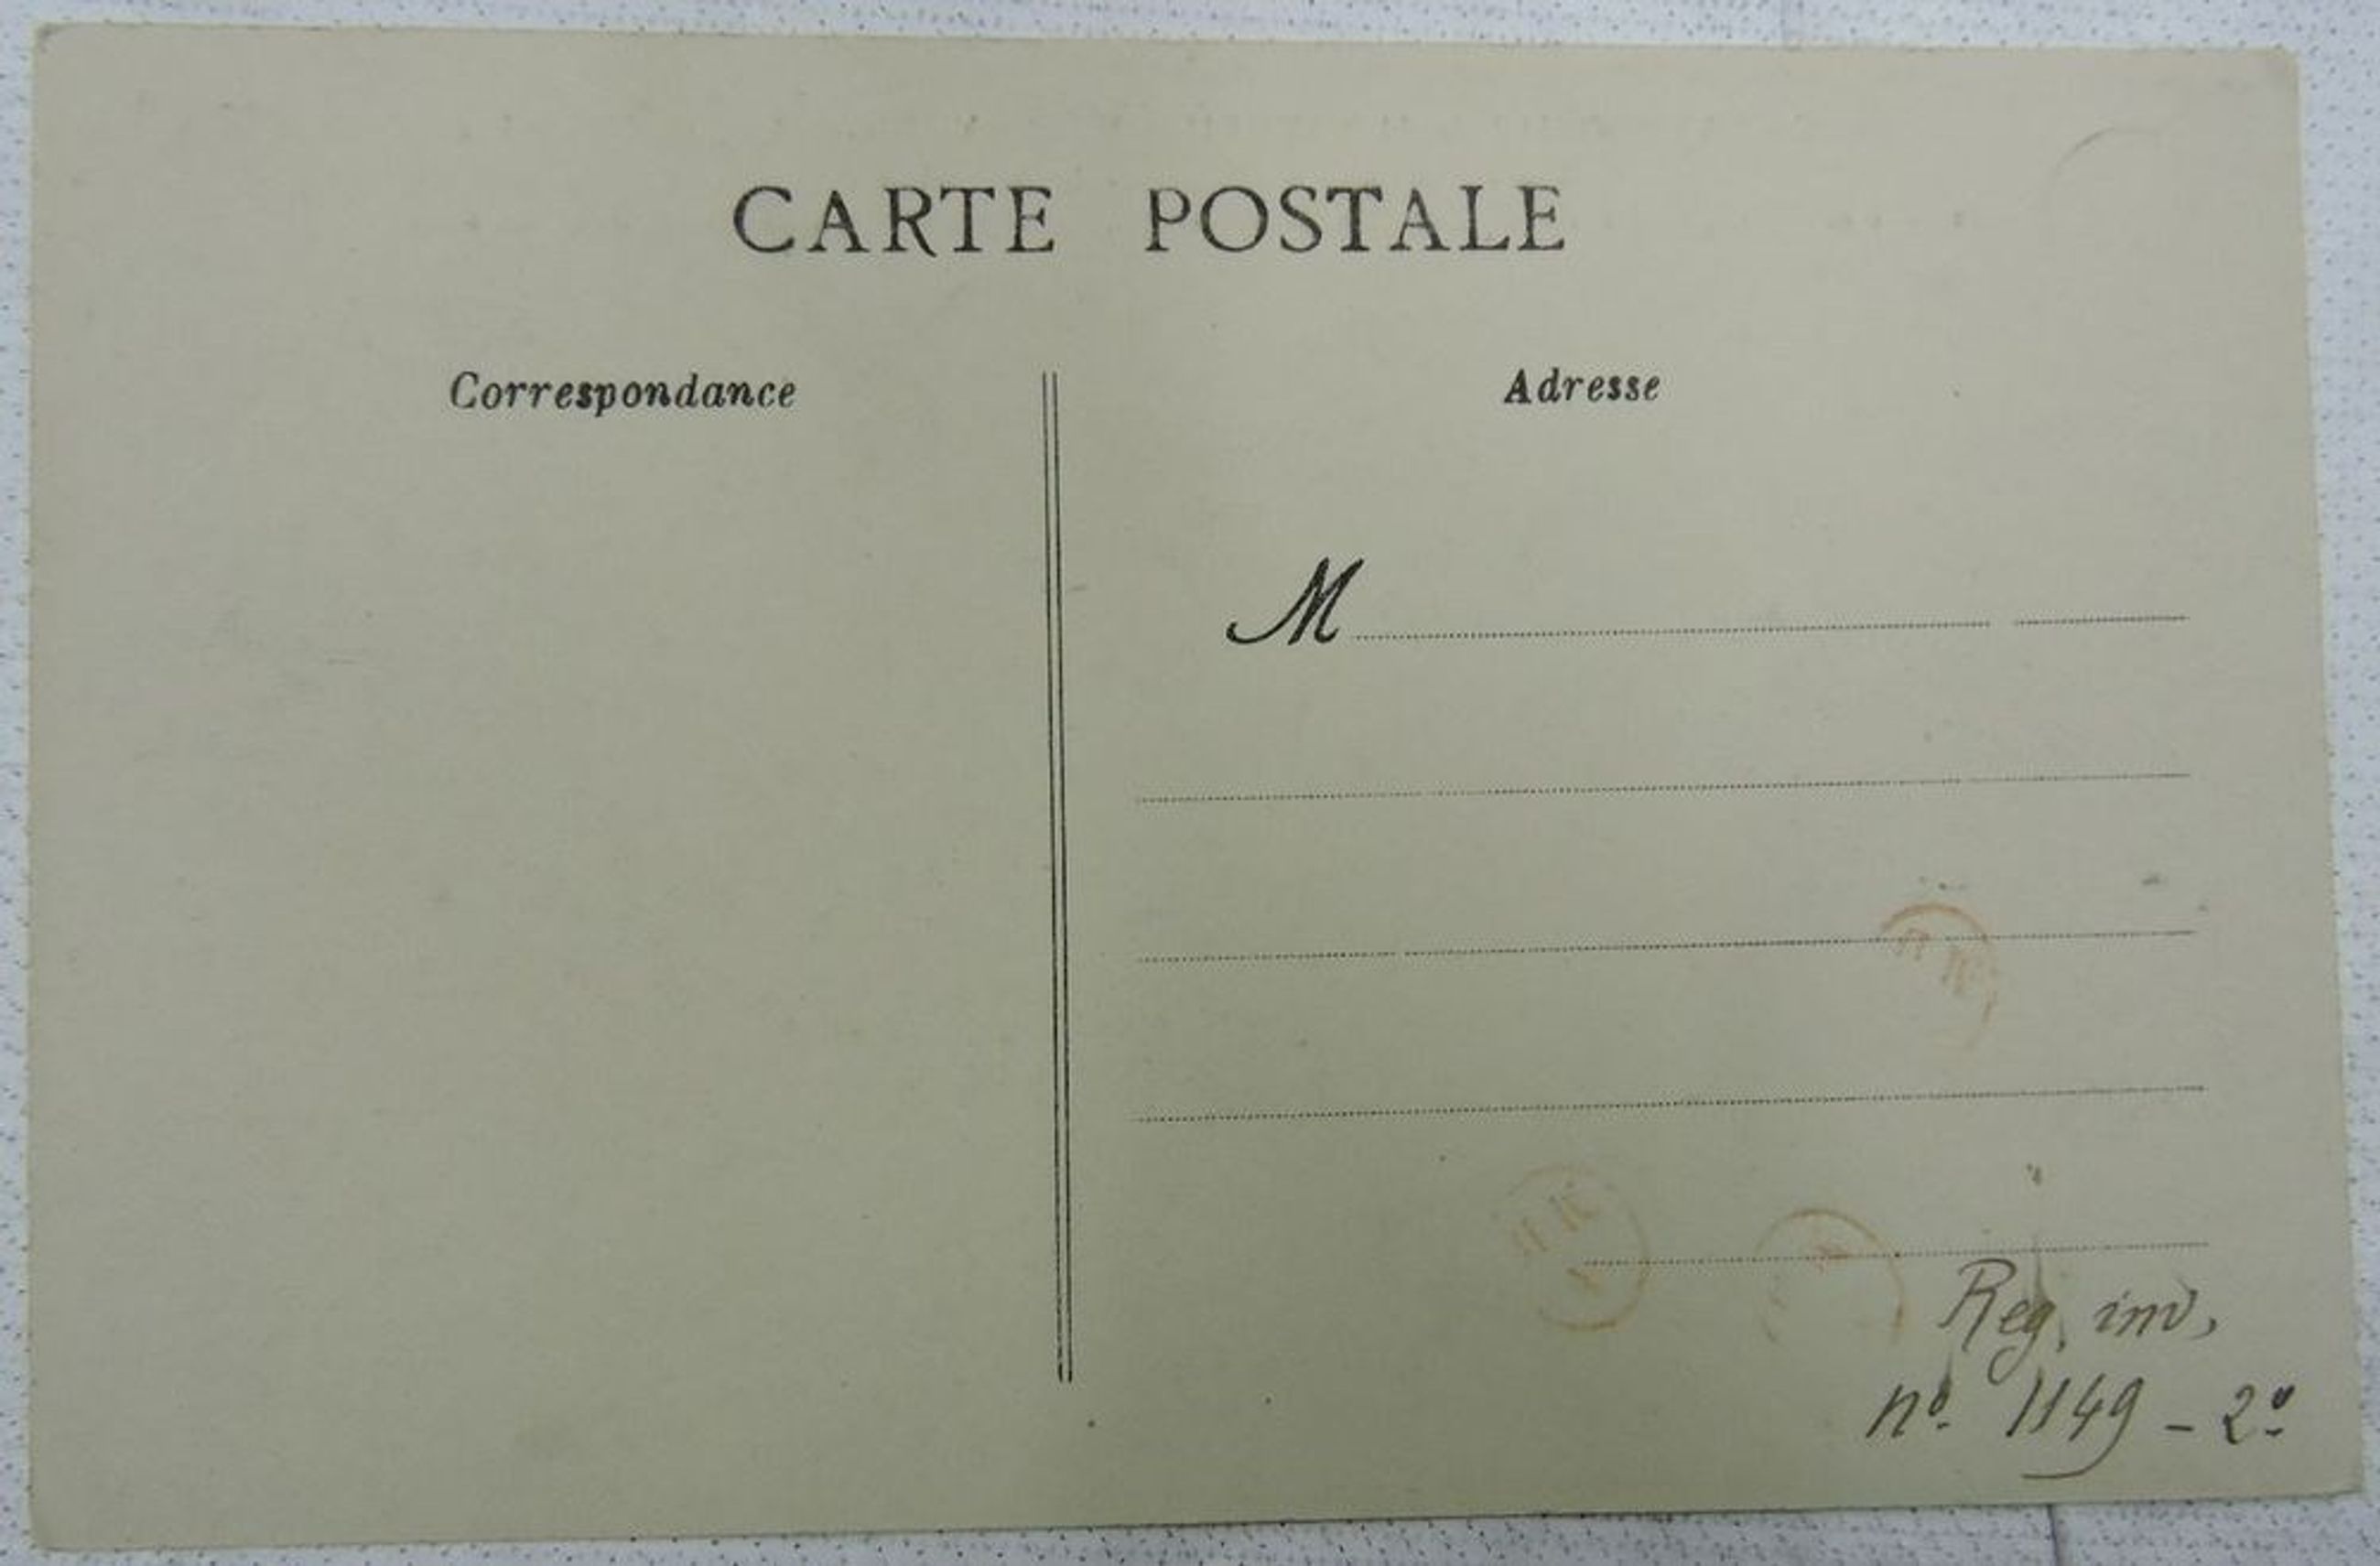 CARTE POSTALE
Correspondance
Adresse
M
Reg. inv,
nº 1149 - 2º